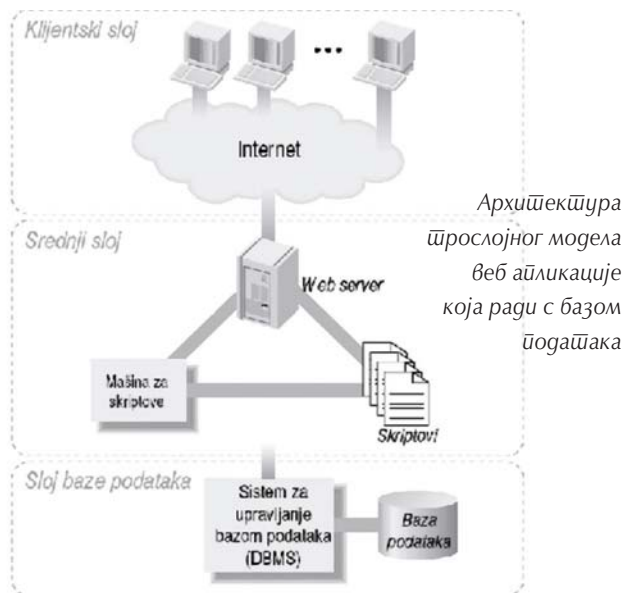 Klijentski sloj
...
Internet
Srednji sloj
Web server
Mašina za
skriptove
Skriptovi
Sloj baze podataka
Sistem za
upravljanje
bazom podataka
(DBMS)
Baza
podataka
Архитектура
трослојног модела
веб апликације
која ради с базом
података